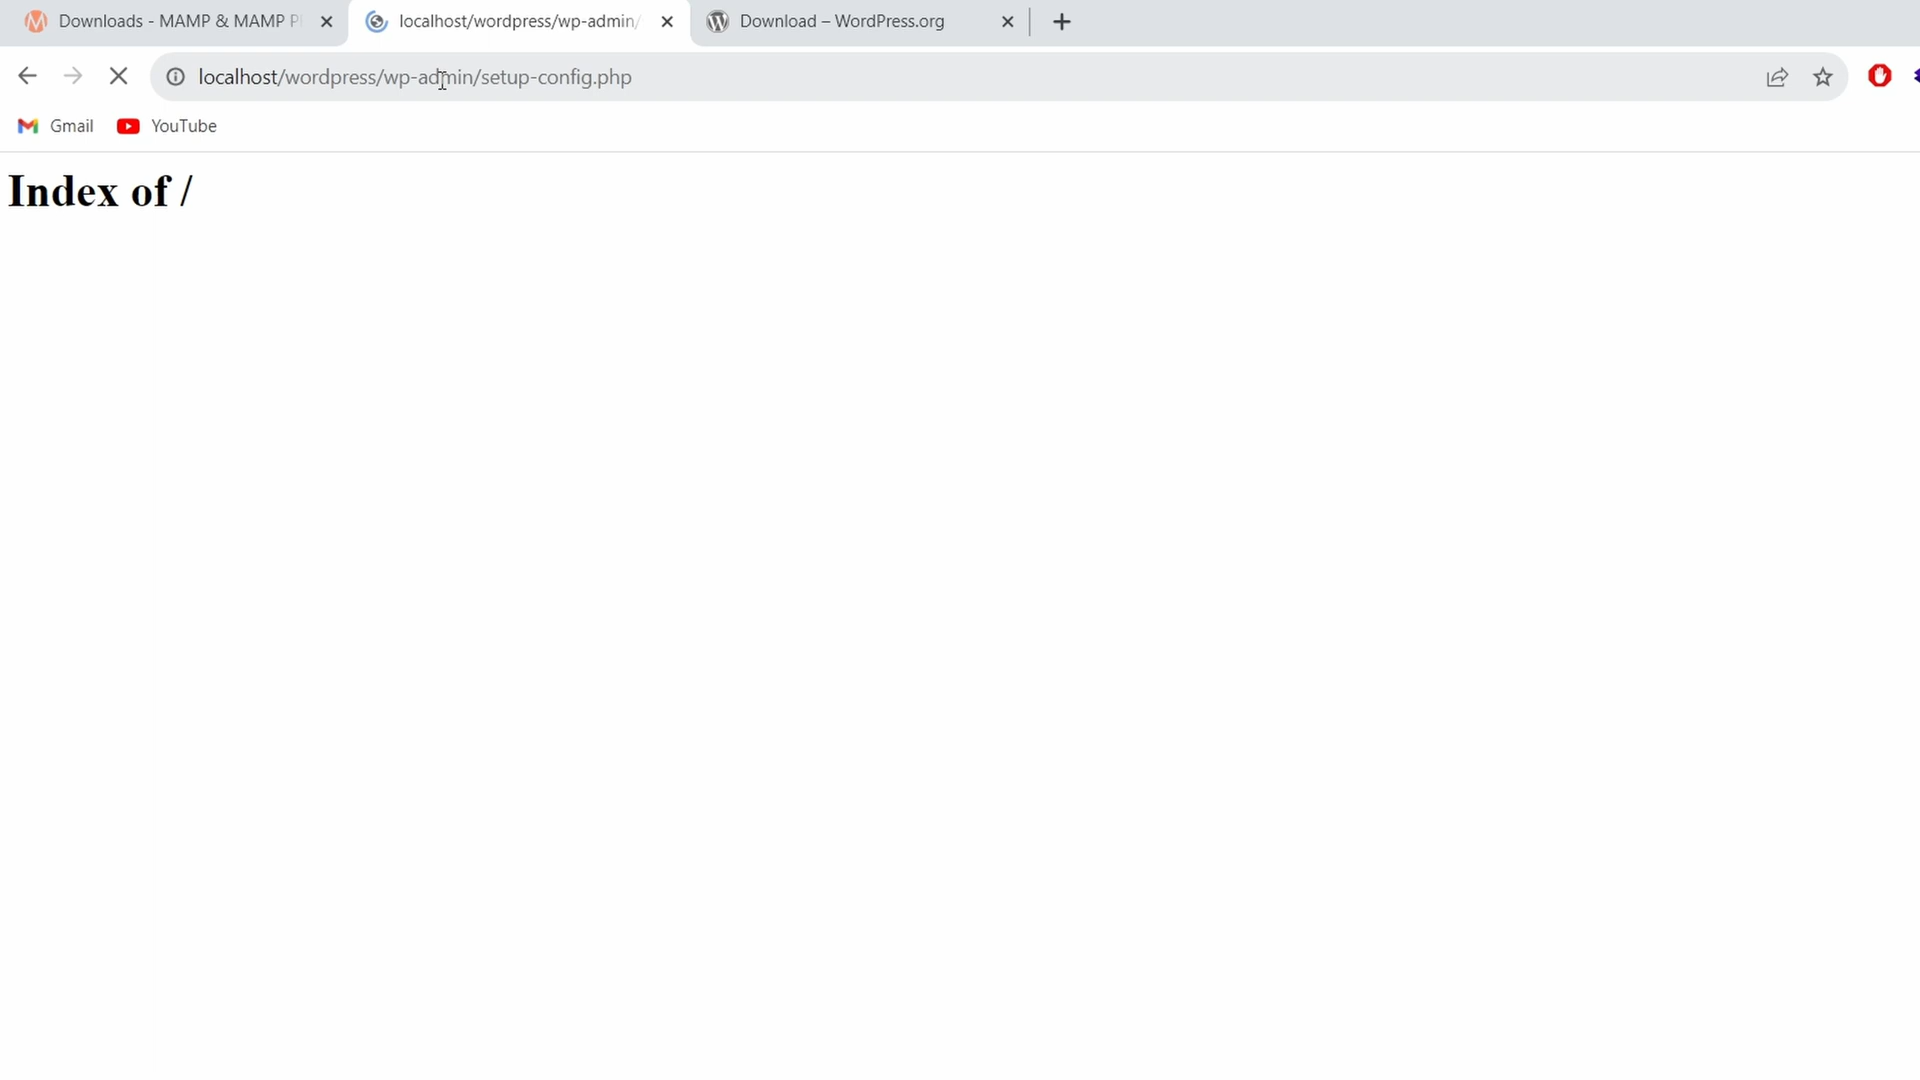 Downloads - MAMP & MAMP P
localhost/wordpress/wp-admin/
Download – WordPress.org
localhost/wordpress/wp-admin/setup-config.php
Gmail
YouTube
Index of /